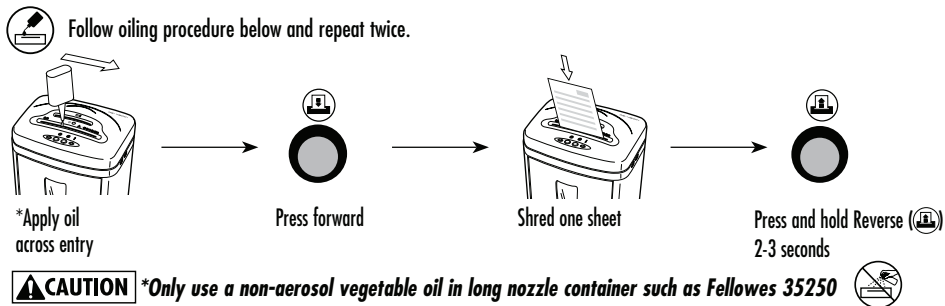 Follow oiling procedure below and repeat twice.
*Apply oil
across entry
Press forward
Shred one sheet
Press and hold Reverse ( )
2-3 seconds
CAUTION *Only use a non-aerosol vegetable oil in long nozzle container such as Fellowes 35250